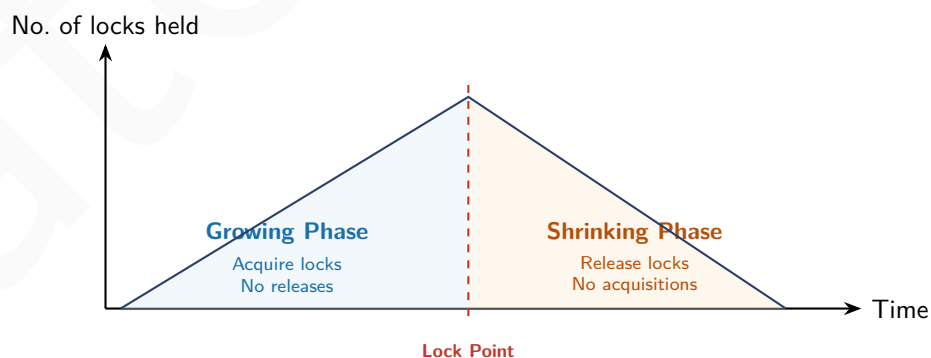 No. of locks held
Growing Phase
Acquire locks
No releases
Shrinking Phase
Release locks
No acquisitions
Time
Lock Point